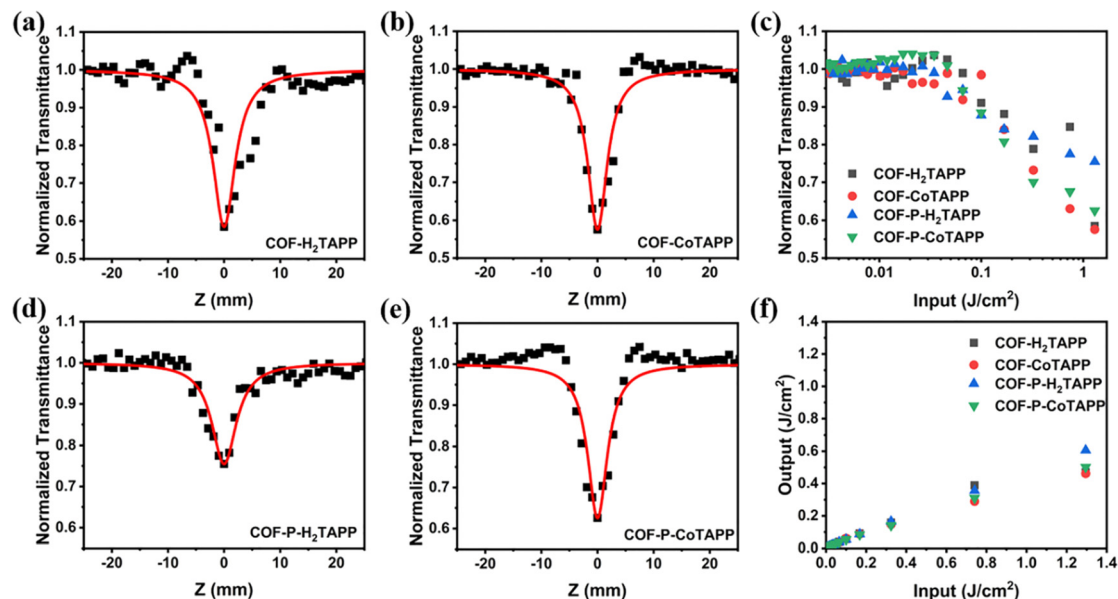 (a)
1.1
1.0
0.9
0.8
0.7
0.6
0.5
Normalized Transmittance
-20 -10 0 10 20
Z (mm)
COF-H₂TAPP
(b)
1.1
1.0
0.9
0.8
0.7
0.6
0.5
Normalized Transmittance
-20 -10 0 10 20
Z (mm)
COF-CoTAPP
(c)
1.1
1.0
0.9
0.8
0.7
0.6
0.5
Normalized Transmittance
COF-H₂TAPP
COF-CoTAPP
COF-P-H₂TAPP
COF-P-CoTAPP
0.01 0.1 1
Input (J/cm²)
(d)
1.1
1.0
0.9
0.8
0.7
0.6
Normalized Transmittance
-20 -10 0 10 20
Z (mm)
COF-P-H₂TAPP
(e)
1.1
1.0
0.9
0.8
0.7
0.6
Normalized Transmittance
-20 -10 0 10 20
Z (mm)
COF-P-CoTAPP
(f)
1.4
1.2
1.0
0.8
0.6
0.4
0.2
0.0
Output (J/cm²)
COF-H₂TAPP
COF-CoTAPP
COF-P-H₂TAPP
COF-P-CoTAPP
0.0 0.2 0.4 0.6 0.8 1.0 1.2 1.4
Input (J/cm²)